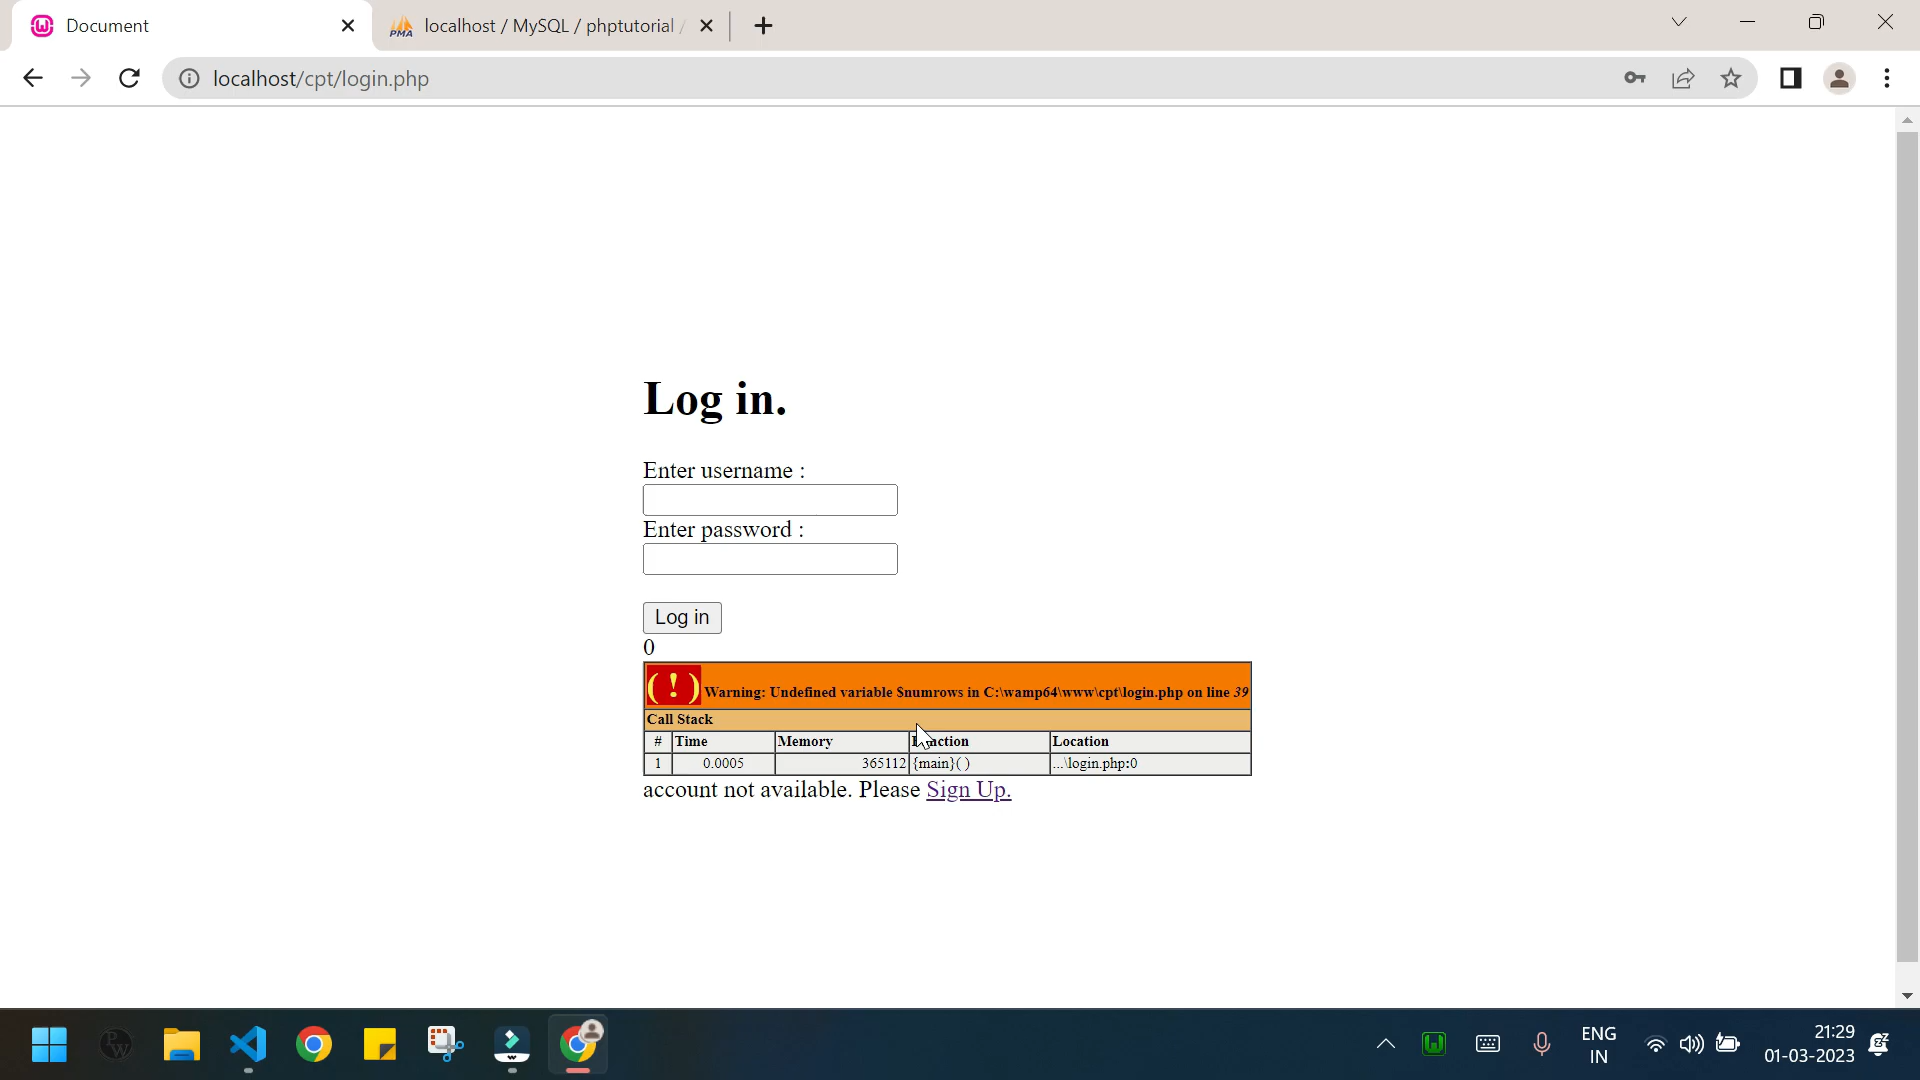 Document
localhost / MySQL / phptutorial /
localhost/cpt/login.php
Log in.
Enter username :
Enter password :
Log in
0
( ! ) Warning: Undefined variable $numrows in C:\wamp64\www\cpt\login.php on line 39
Call Stack
# Time Memory Function Location
1 0.0005 365112 {main}( ) ...\login.php:0
account not available. Please Sign Up.
ENG
IN
21:29
01-03-2023